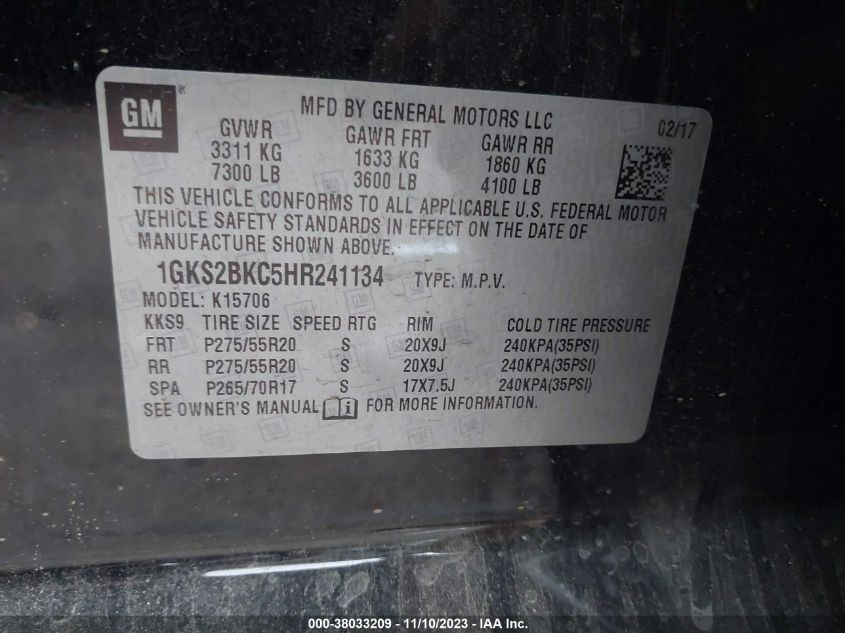 GM®
MFD BY GENERAL MOTORS LLC
02/17
GVWR GAWR FRT GAWR RR
3311 KG 1633 KG 1860 KG
7300 LB 3600 LB 4100 LB
THIS VEHICLE CONFORMS TO ALL APPLICABLE U.S. FEDERAL MOTOR
VEHICLE SAFETY STANDARDS IN EFFECT ON THE DATE OF
MANUFACTURE SHOWN ABOVE.
1GKS2BKC5HR241134 TYPE: M.P.V.
MODEL: K15706
KKS9 TIRE SIZE SPEED RTG RIM COLD TIRE PRESSURE
FRT P275/55R20 S 20X9J 240KPA(35PSI)
RR P275/55R20 S 20X9J 240KPA(35PSI)
SPA P265/70R17 S 17X7.5J 240KPA(35PSI)
SEE OWNER'S MANUAL i FOR MORE INFORMATION.
000-38033209 - 11/10/2023 - IAA Inc.